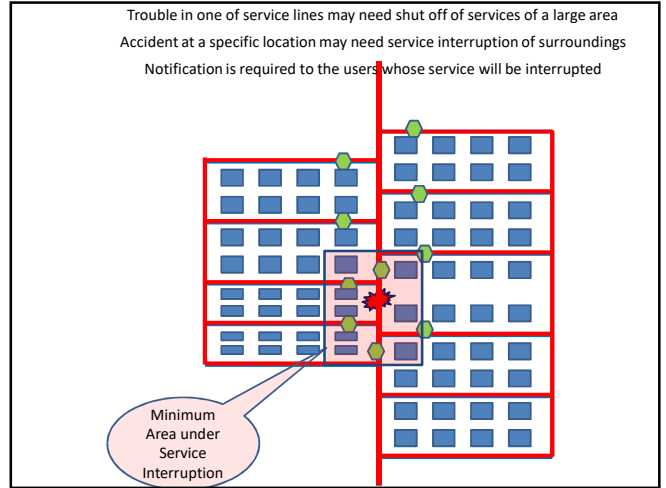 Trouble in one of service lines may need shut off of services of a large area
Accident at a specific location may need service interruption of surroundings
Notification is required to the users whose service will be interrupted
Minimum
Area under
Service
Interruption